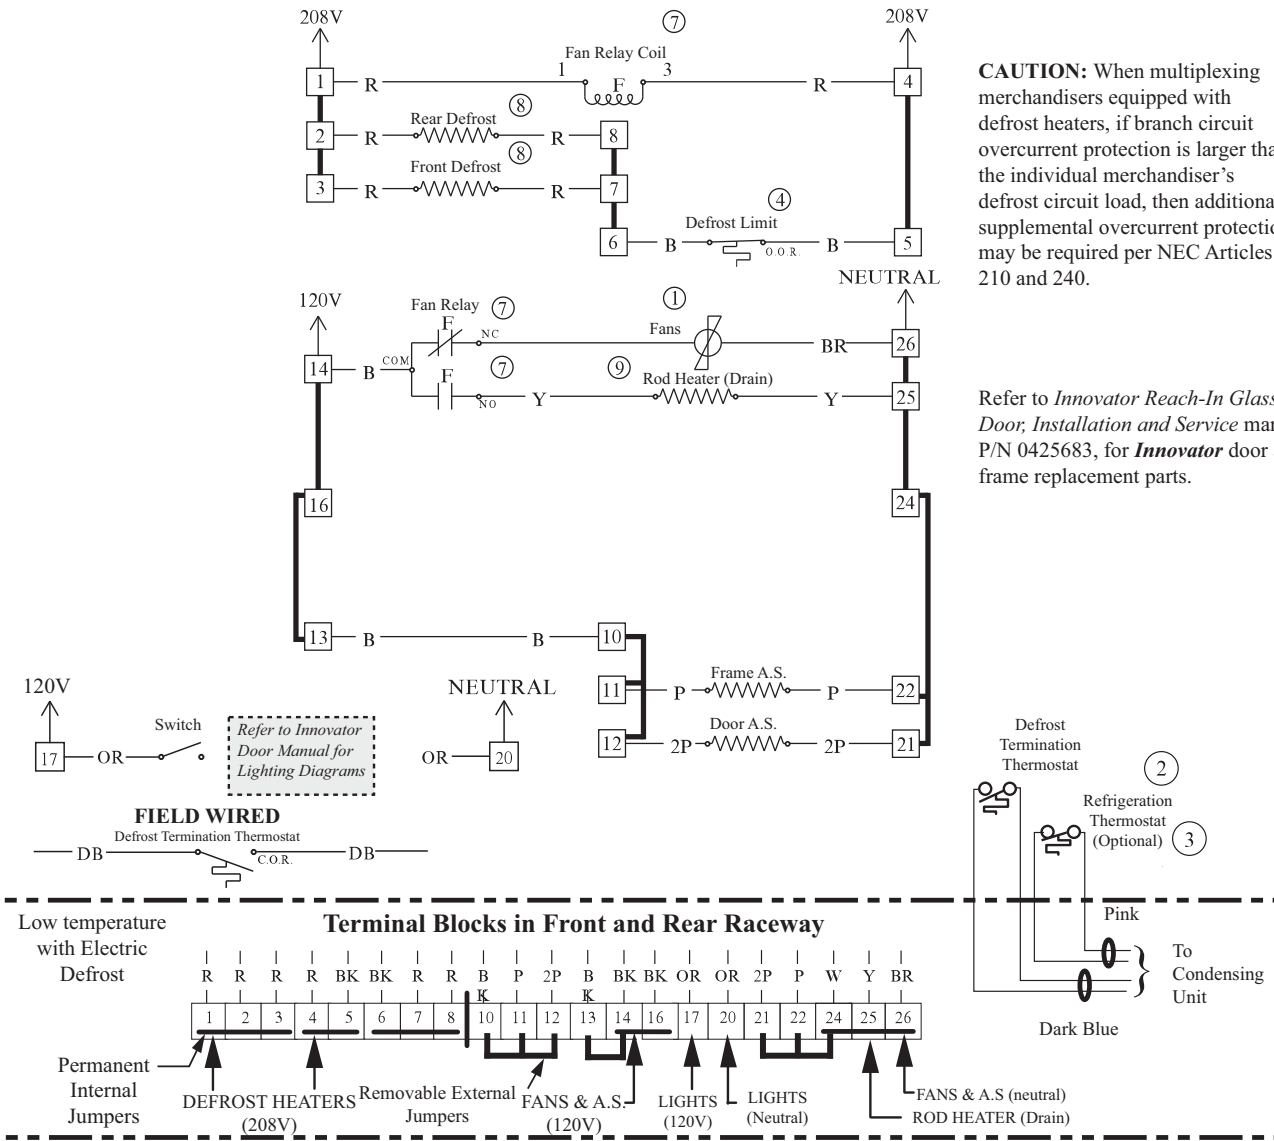 208V
208V
7
Fan Relay Coil
1 R 1 F 3 R 4
8
Rear Defrost
2 R R 8
8
Front Defrost
3 R R 7
4
Defrost Limit
6 B O.O.R. B 5
CAUTION: When multiplexing
merchandisers equipped with
defrost heaters, if branch circuit
overcurrent protection is larger tha
the individual merchandiser's
defrost circuit load, then additiona
supplemental overcurrent protectio
may be required per NEC Articles
210 and 240.
NEUTRAL
120V
Fan Relay 7
1
F NC Fans BR 26
14 B COM
F 7 9
Rod Heater (Drain)
NO Y Y 25
Refer to Innovator Reach-In Glass
Door, Installation and Service man
P/N 0425683, for Innovator door
frame replacement parts.
16 24
13 B B 10
Frame A.S.
11 P P 22
Door A.S.
12 2P 2P 21
120V
NEUTRAL
Switch
17 OR
Refer to Innovator
Door Manual for
Lighting Diagrams
OR 20
FIELD WIRED
Defrost Termination Thermostat
DB C.O.R. DB
Defrost
Termination
Thermostat
2
Refrigeration
Thermostat
(Optional)
3
Pink
To
Condensing
Unit
Dark Blue
Low temperature
with Electric
Defrost
Terminal Blocks in Front and Rear Raceway
R R R R BK BK R R BK P 2P BK BK BK OR OR 2P P W Y BR
1 2 3 4 5 6 7 8 10 11 12 13 14 16 17 20 21 22 24 25 26
Permanent
Internal
Jumpers
DEFROST HEATERS
(208V)
Removable External
Jumpers
FANS & A.S.
(120V)
LIGHTS
(120V)
LIGHTS
(Neutral)
FANS & A.S (neutral)
ROD HEATER (Drain)